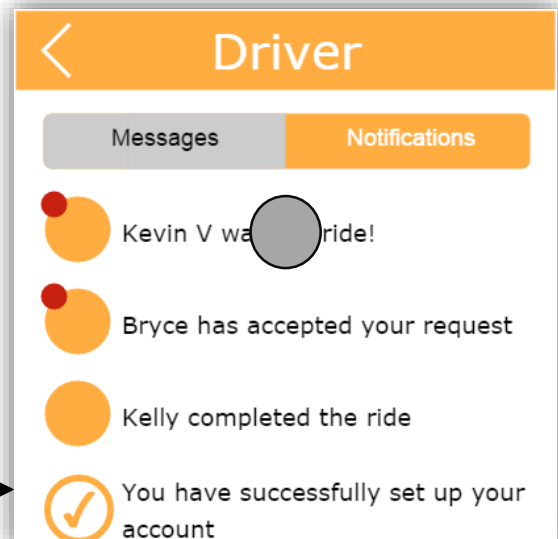 Driver
Messages Notifications
Kevin V ride!
Bryce has accepted your request
Kelly completed the ride
You have successfully set up your
account